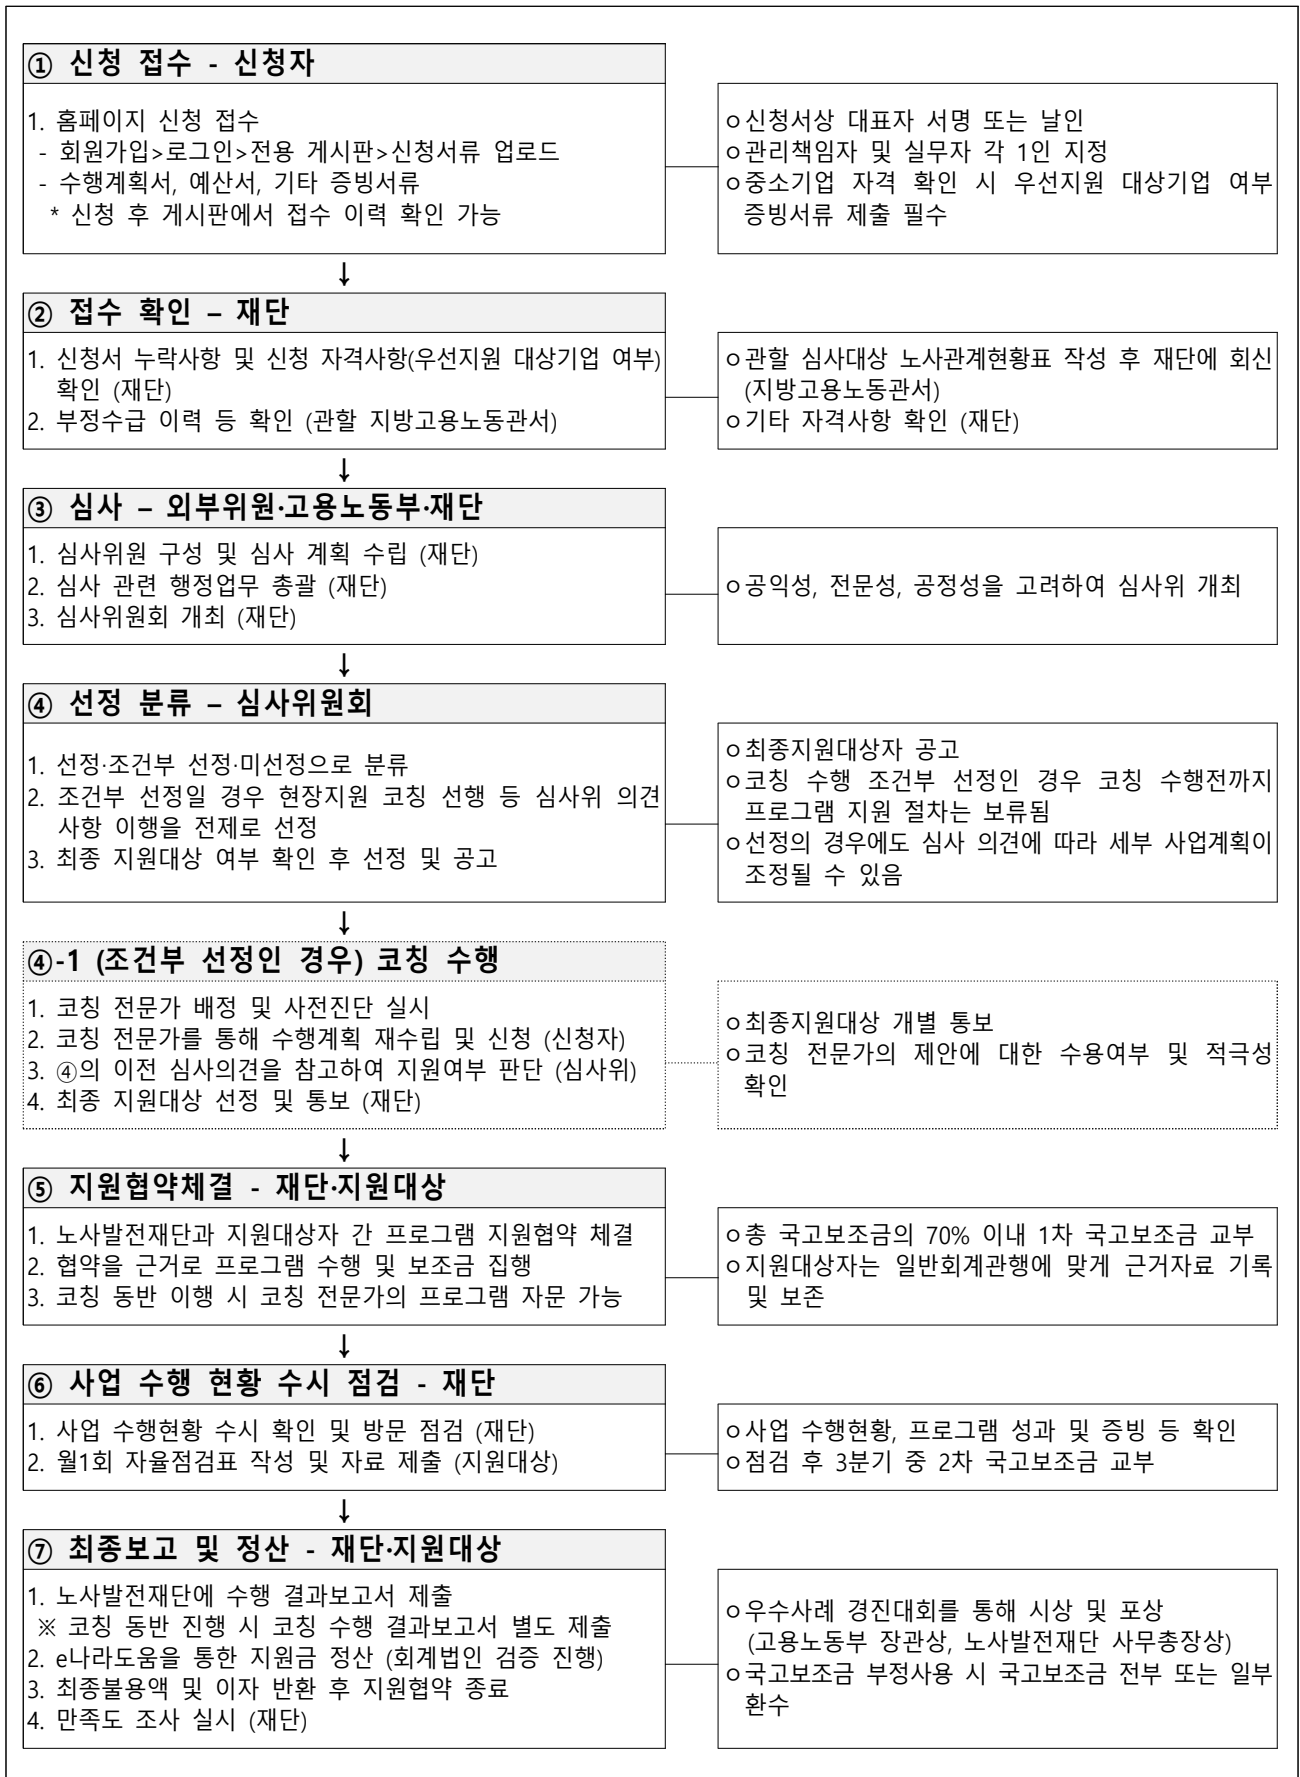 ① 신청 접수 - 신청자
1. 홈페이지 신청 접수
- 회원가입>로그인>전용 게시판>신청서류 업로드
- 수행계획서, 예산서, 기타 증빙서류
* 신청 후 게시판에서 접수 이력 확인 가능
ㅇ신청서상 대표자 서명 또는 날인
ㅇ관리책임자 및 실무자 각 1인 지정
ㅇ중소기업 자격 확인 시 우선지원 대상기업 여부
증빙서류 제출 필수
↓
② 접수 확인 – 재단
1. 신청서 누락사항 및 신청 자격사항(우선지원 대상기업 여부)
확인 (재단)
2. 부정수급 이력 등 확인 (관할 지방고용노동관서)
ㅇ관할 심사대상 노사관계현황표 작성 후 재단에 회신
(지방고용노동관서)
ㅇ기타 자격사항 확인 (재단)
↓
③ 심사 – 외부위원·고용노동부·재단
1. 심사위원 구성 및 심사 계획 수립 (재단)
2. 심사 관련 행정업무 총괄 (재단)
3. 심사위원회 개최 (재단)
ㅇ공익성, 전문성, 공정성을 고려하여 심사위 개최
↓
④ 선정 분류 – 심사위원회
1. 선정·조건부 선정·미선정으로 분류
2. 조건부 선정일 경우 현장지원 코칭 선행 등 심사위 의견
사항 이행을 전제로 선정
3. 최종 지원대상 여부 확인 후 선정 및 공고
ㅇ최종지원대상자 공고
ㅇ코칭 수행 조건부 선정인 경우 코칭 수행전까지
프로그램 지원 절차는 보류됨
ㅇ선정의 경우에도 심사 의견에 따라 세부 사업계획이
조정될 수 있음
↓
④-1 (조건부 선정인 경우) 코칭 수행
1. 코칭 전문가 배정 및 사전진단 실시
2. 코칭 전문가를 통해 수행계획 재수립 및 신청 (신청자)
3. ④의 이전 심사의견을 참고하여 지원여부 판단 (심사위)
4. 최종 지원대상 선정 및 통보 (재단)
ㅇ최종지원대상 개별 통보
ㅇ코칭 전문가의 제안에 대한 수용여부 및 적극성
확인
↓
⑤ 지원협약체결 - 재단·지원대상
1. 노사발전재단과 지원대상자 간 프로그램 지원협약 체결
2. 협약을 근거로 프로그램 수행 및 보조금 집행
3. 코칭 동반 이행 시 코칭 전문가의 프로그램 자문 가능
ㅇ총 국고보조금의 70% 이내 1차 국고보조금 교부
ㅇ지원대상자는 일반회계관행에 맞게 근거자료 기록
및 보존
↓
⑥ 사업 수행 현황 수시 점검 - 재단
1. 사업 수행현황 수시 확인 및 방문 점검 (재단)
2. 월1회 자율점검표 작성 및 자료 제출 (지원대상)
ㅇ사업 수행현황, 프로그램 성과 및 증빙 등 확인
ㅇ점검 후 3분기 중 2차 국고보조금 교부
↓
⑦ 최종보고 및 정산 - 재단·지원대상
1. 노사발전재단에 수행 결과보고서 제출
※ 코칭 동반 진행 시 코칭 수행 결과보고서 별도 제출
2. e나라도움을 통한 지원금 정산 (회계법인 검증 진행)
3. 최종불용액 및 이자 반환 후 지원협약 종료
4. 만족도 조사 실시 (재단)
ㅇ우수사례 경진대회를 통해 시상 및 포상
(고용노동부 장관상, 노사발전재단 사무총장상)
ㅇ국고보조금 부정사용 시 국고보조금 전부 또는 일부
환수